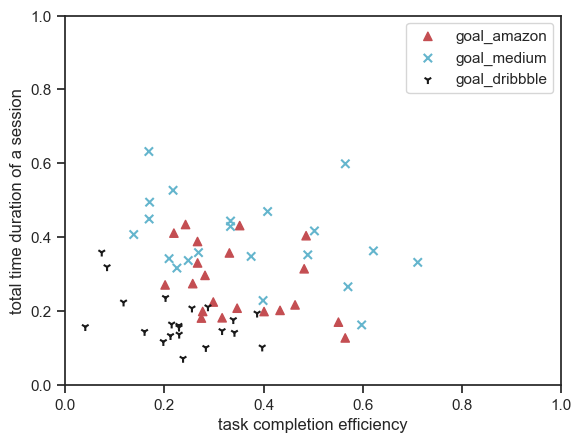 goal_amazon
goal_medium
goal_dribbble
total time duration of a session
1.0
0.8
0.6
0.4
0.2
0.0
0.0 0.2 0.4 0.6 0.8 1.0
task completion efficiency